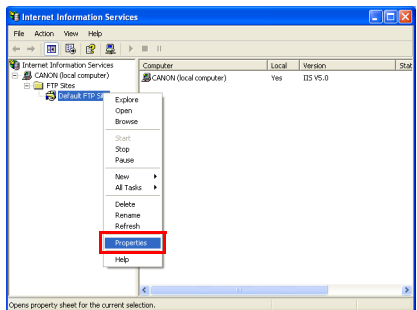 Internet Information Services
File Action View Help
Internet Information Services
CANON (local computer)
FTP Sites
Default FTP Si
Computer Local Version Stat
CANON (local computer) Yes IIS V5.0
Explore
Open
Browse
Start
Stop
Pause
New
All Tasks
Delete
Rename
Refresh
Properties
Help
Opens property sheet for the current selection.